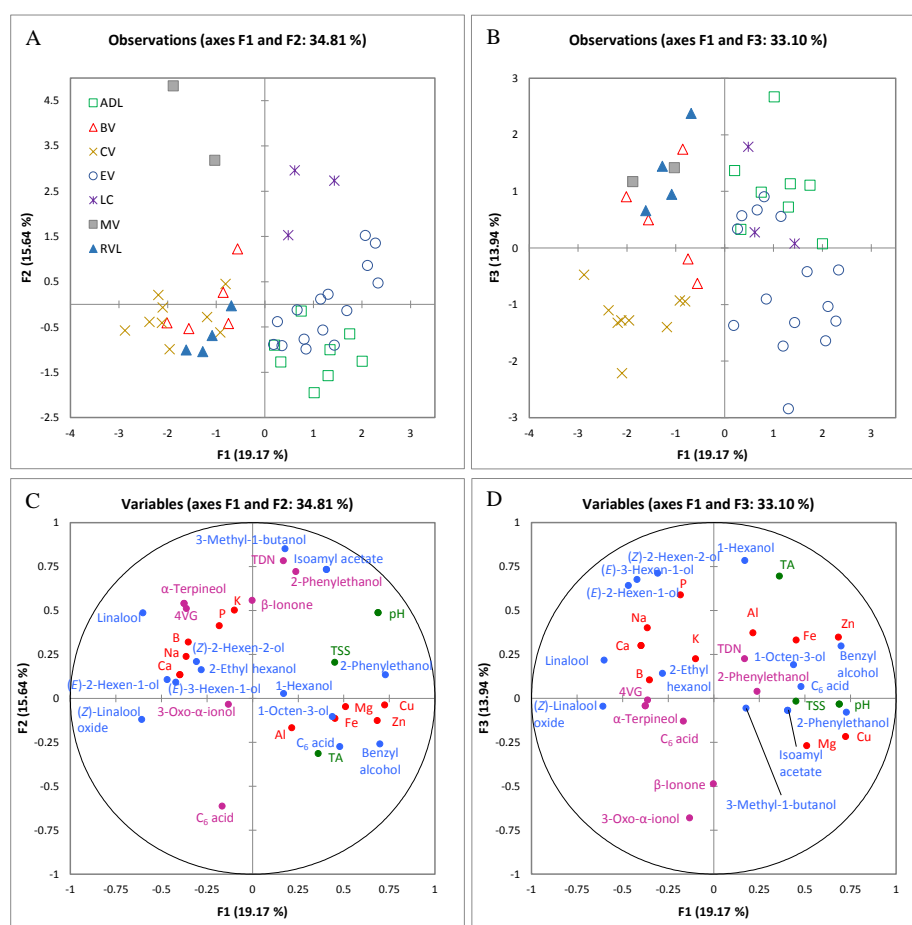 A
Observations (axes F1 and F2: 34.81 %)
F2 (15.64 %)
4.5
3.5
2.5
1.5
0.5
-0.5
-1.5
-2.5
ADL
BV
CV
EV
LC
MV
RVL
-4 -3 -2 -1 0 1 2 3
F1 (19.17 %)
B
Observations (axes F1 and F3: 33.10 %)
F3 (13.94 %)
3
2
1
0
-1
-2
-3
-4 -3 -2 -1 0 1 2 3
F1 (19.17 %)
C
Variables (axes F1 and F2: 34.81 %)
F2 (15.64 %)
1
0.75
0.5
0.25
0
-0.25
-0.5
-0.75
-1
3-Methyl-1-butanol
TDN
Isoamyl acetate
2-Phenylethanol
α-Terpineol
4VG
β-Ionone
K
P
Linalool
pH
B
Na
Ca
(Z)-2-Hexen-2-ol
TSS
2-Ethyl hexanol
2-Phenylethanol
(E)-2-Hexen-1-ol
(E)-3-Hexen-1-ol
1-Hexanol
(Z)-Linalool
oxide
3-Oxo-α-ionol
1-Octen-3-ol
Mg
Cu
Fe
Zn
Al
C6 acid
TA
Benzyl
alcohol
C6 acid
-1 -0.75 -0.5 -0.25 0 0.25 0.5 0.75 1
F1 (19.17 %)
D
Variables (axes F1 and F3: 33.10 %)
F3 (13.94 %)
1
0.75
0.5
0.25
0
-0.25
-0.5
-0.75
-1
(Z)-2-Hexen-2-ol
1-Hexanol
(E)-3-Hexen-1-ol
(E)-2-Hexen-1-ol
P
TA
Na
Al
Zn
Fe
Ca
K
TDN
1-Octen-3-ol
Benzyl
alcohol
Linalool
B
2-Ethyl
hexanol
2-Phenylethanol
C6 acid
4VG
(Z)-Linalool
oxide
α-Terpineol
TSS
pH
2-Phenylethanol
C6 acid
Mg
Cu
Isoamyl
acetate
β-Ionone
3-Methyl-1-butanol
3-Oxo-α-ionol
-1 -0.75 -0.5 -0.25 0 0.25 0.5 0.75 1
F1 (19.17 %)